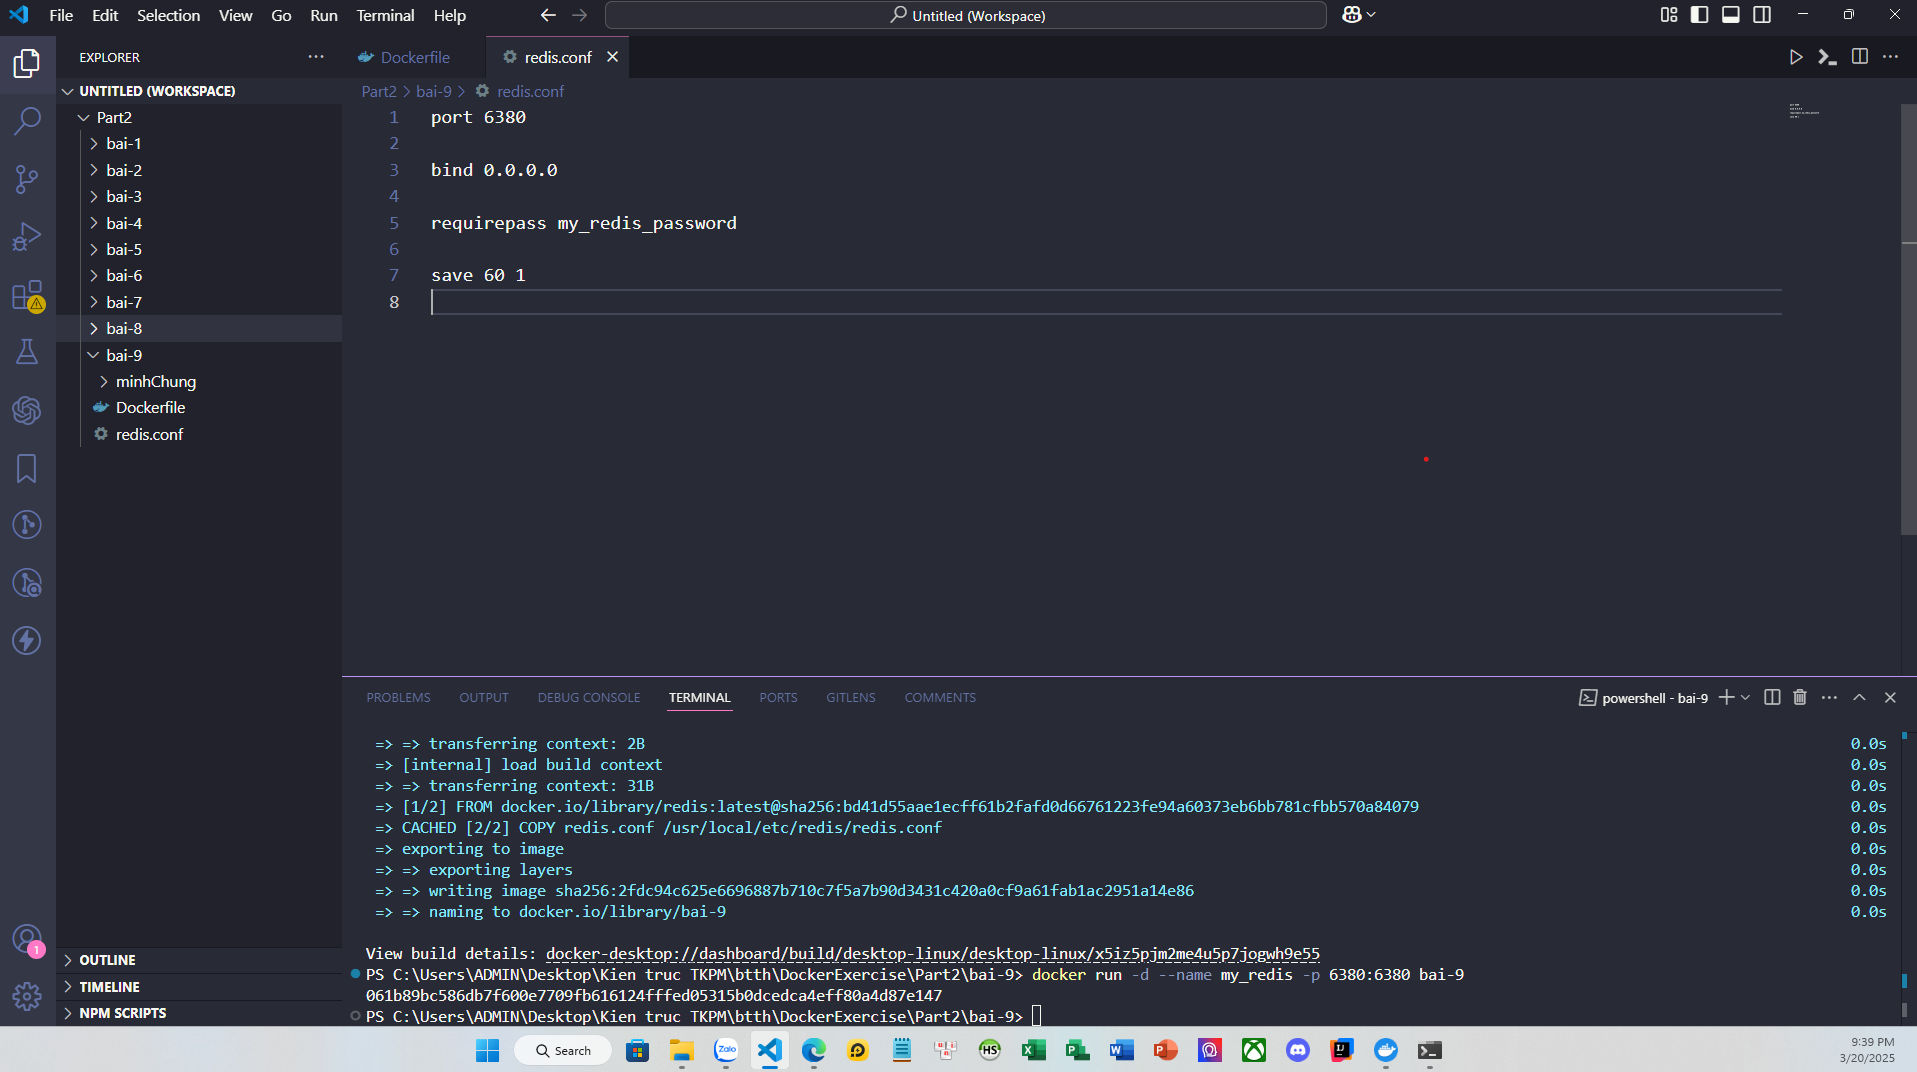 File Edit Selection View Go Run Terminal Help
Untitled (Workspace)
EXPLORER
Dockerfile
redis.conf
UNTITLED (WORKSPACE)
Part2 > bai-9 > redis.conf
Part2
bai-1
bai-2
bai-3
bai-4
bai-5
bai-6
bai-7
bai-8
bai-9
minhChung
Dockerfile
redis.conf
1 port 6380
2
3 bind 0.0.0.0
4
5 requirepass my_redis_password
6
7 save 60 1
8
PROBLEMS OUTPUT DEBUG CONSOLE TERMINAL PORTS GITLENS COMMENTS
powershell - bai-9
=> => transferring context: 2B 0.0s
=> [internal] load build context 0.0s
=> => transferring context: 31B 0.0s
=> [1/2] FROM docker.io/library/redis:latest@sha256:bd41d55aae1ecff61b2fafd0d66761223fe94a60373eb6bb781cfbb570a84079 0.0s
=> CACHED [2/2] COPY redis.conf /usr/local/etc/redis/redis.conf 0.0s
=> exporting to image 0.0s
=> => exporting layers 0.0s
=> => writing image sha256:2fdc94c625e6696887b710c7f5a7b90d3431c420a0cf9a61fab1ac2951a14e86 0.0s
=> => naming to docker.io/library/bai-9 0.0s
View build details: docker-desktop://dashboard/build/desktop-linux/desktop-linux/x5iz5pjm2me4u5p7jogwh9e55
PS C:\Users\ADMIN\Desktop\Kien truc TKPM\btth\DockerExercise\Part2\bai-9> docker run -d --name my_redis -p 6380:6380 bai-9
061b89bc586db7f600e7709fb616124fffed05315b0dcedca4eff80a4d87e147
PS C:\Users\ADMIN\Desktop\Kien truc TKPM\btth\DockerExercise\Part2\bai-9>
1
OUTLINE
TIMELINE
NPM SCRIPTS
Search
Zalo
HS
9:39 PM
3/20/2025